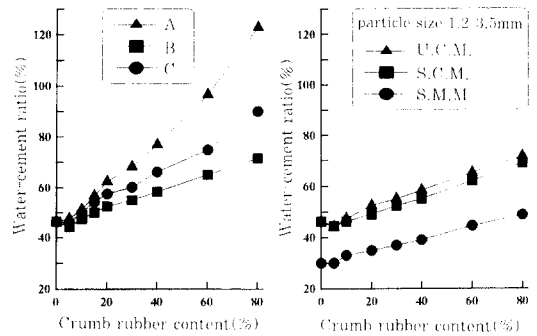 A
B
C
120
100
80
60
40
20
0 20 40 60 80
Water-cement ratio(%)
Crumb rubber content(%)
particle size 1.2-3.5mm
U.C.M.
S.C.M.
S.M.M
120
100
80
60
40
20
0 20 40 60 80
Water-cement ratio(%)
Crumb rubber content(%)